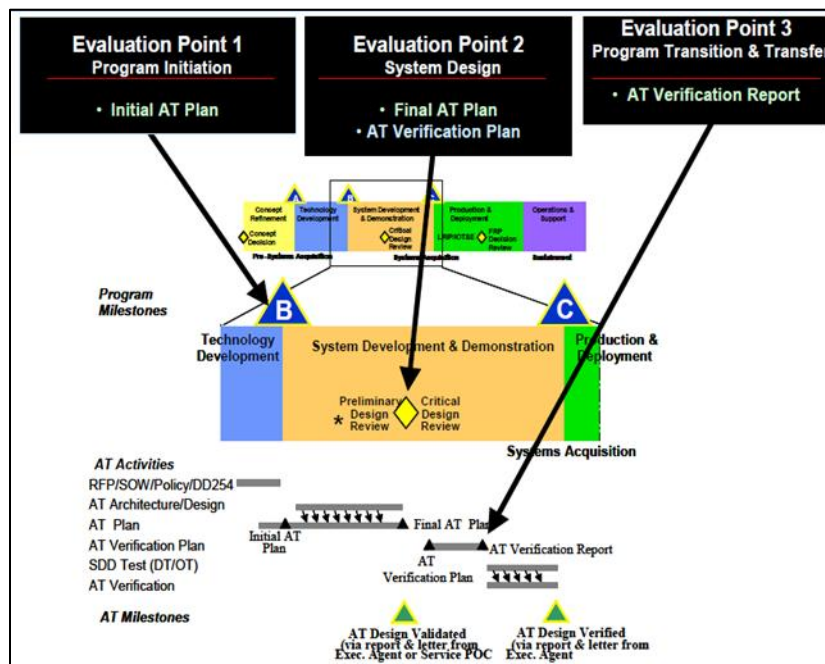 Evaluation Point 1
Program Initiation
• Initial AT Plan
Evaluation Point 2
System Design
• Final AT Plan
• AT Verification Plan
Evaluation Point 3
Program Transition & Transfer
• AT Verification Report
A
B
Concept
Refinement
Technology
Development
System Development
& Demonstration
Production &
Deployment
Operations &
Support
Concept
Decision
Critical
Design
Review
LRIP/IOT&E
FRP
Decision
Review
Pre-Systems Acquisition
Systems Acquisition
Sustainment
Program
Milestones
B
C
Technology
Development
System Development & Demonstration
Production &
Deployment
Preliminary
* Design
Review
Critical
Design
Review
Systems Acquisition
AT Activities
RFP/SOW/Policy/DD254
AT Architecture/Design
AT Plan
AT Verification Plan
SDD Test (DT/OT)
AT Verification
Initial AT
Plan
Final AT Plan
AT
Verification Plan
AT Verification Report
AT Milestones
AT Design Validated
(via report & letter from
Exec. Agent or Service POC
AT Design Verified
(via report & letter from
Exec. Agent